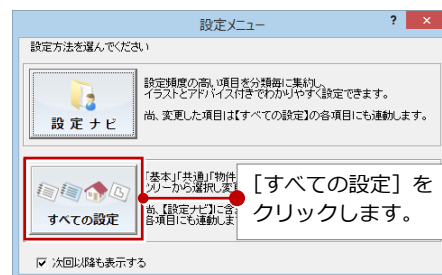 設定メニュー
? ×
設定方法を選んでください
設定ナビ
設定頻度の高い項目を分類毎に集約し、
イラストとアドバイス付きでわかりやすく設定できます。
尚、変更した項目は【すべての設定】の各項目にも連動します。
すべての設定
「基本」「共通」「物件
ツリーから選択し変
尚、【設定ナビ】に含
各項目にも連動しま
[すべての設定] を
クリックします。
次回以降も表示する